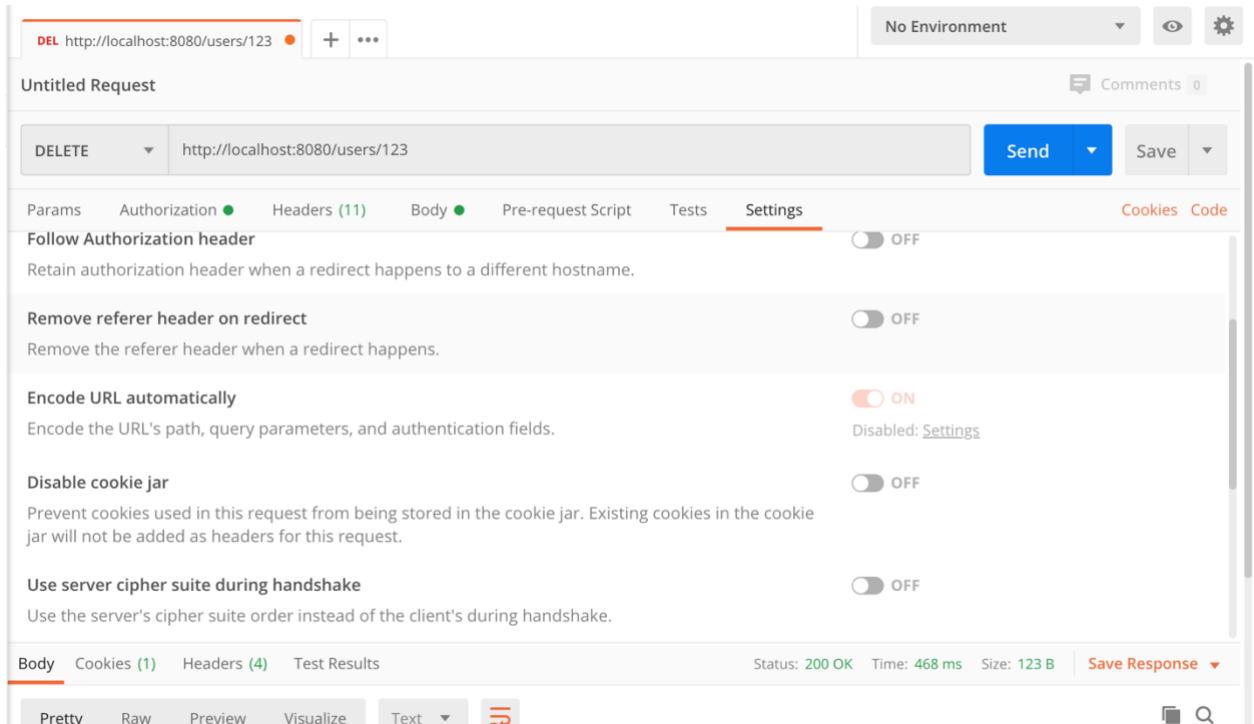 DEL http://localhost:8080/users/123
No Environment
Untitled Request
Comments 0
DELETE http://localhost:8080/users/123 Send Save
Params Authorization Headers (11) Body Pre-request Script Tests Settings Cookies Code
Follow Authorization header OFF
Retain authorization header when a redirect happens to a different hostname.
Remove referer header on redirect OFF
Remove the referer header when a redirect happens.
Encode URL automatically ON
Encode the URL's path, query parameters, and authentication fields. Disabled: Settings
Disable cookie jar OFF
Prevent cookies used in this request from being stored in the cookie jar. Existing cookies in the cookie
jar will not be added as headers for this request.
Use server cipher suite during handshake OFF
Use the server's cipher suite order instead of the client's during handshake.
Body Cookies (1) Headers (4) Test Results Status: 200 OK Time: 468 ms Size: 123 B Save Response
Pretty Raw Preview Visualize Text